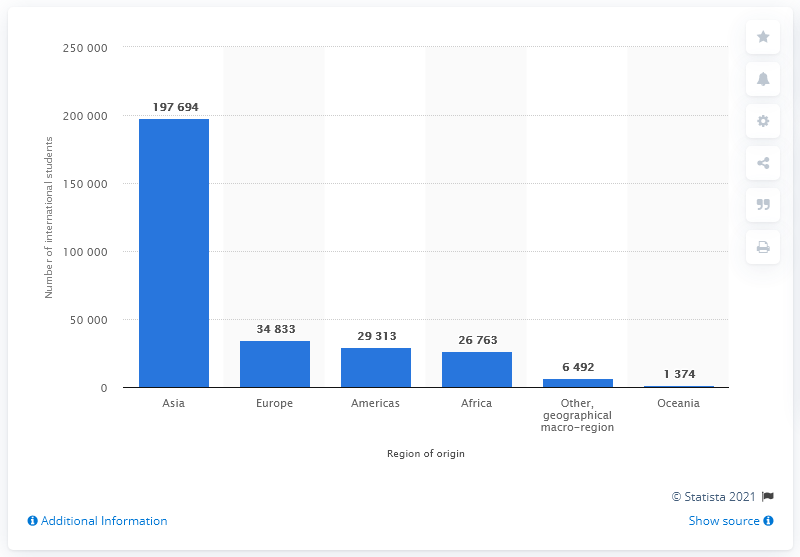 250 000
200 000
150 000
100 000
50 000
0
Number of international students
197 694
34 833
29 313
26 763
6 492
1 374
Asia
Europe
Americas
Africa
Other,
geographical
macro-region
Oceania
Region of origin
© Statista 2021
Additional Information
Show source